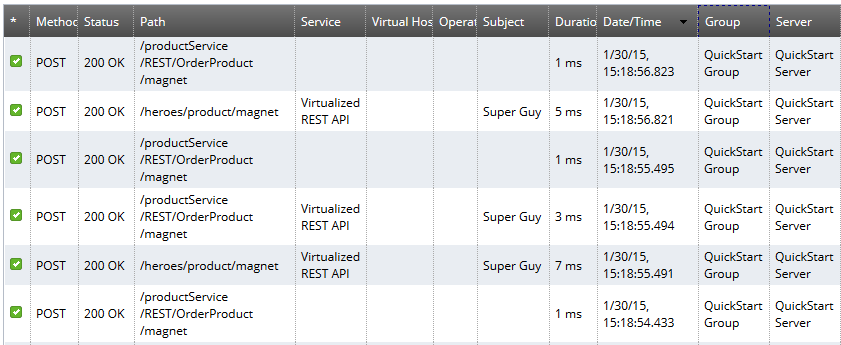 * Method Status Path Service Virtual Hos Operat Subject Duratio Date/Time Group Server
/productService
POST 200 OK /REST/OrderProduct 1 ms 1/30/15, 15:18:56.823 QuickStart Group QuickStart Server
/magnet
POST 200 OK /heroes/product/magnet Virtualized REST API Super Guy 5 ms 1/30/15, 15:18:56.821 QuickStart Group QuickStart Server
/productService
POST 200 OK /REST/OrderProduct 1 ms 1/30/15, 15:18:55.495 QuickStart Group QuickStart Server
/magnet
/productService
POST 200 OK /REST/OrderProduct Virtualized REST API Super Guy 3 ms 1/30/15, 15:18:55.494 QuickStart Group QuickStart Server
/magnet
POST 200 OK /heroes/product/magnet Virtualized REST API Super Guy 7 ms 1/30/15, 15:18:55.491 QuickStart Group QuickStart Server
/productService
POST 200 OK /REST/OrderProduct 1 ms 1/30/15, 15:18:54.433 QuickStart Group QuickStart Server
/magnet